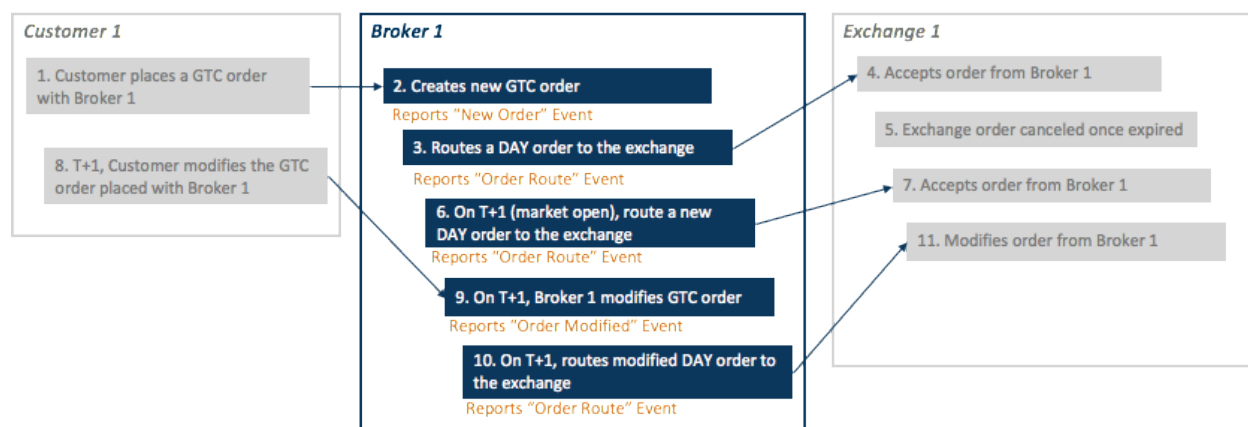 Customer 1
1. Customer places a GTC order
with Broker 1
8. T+1, Customer modifies the GTC
order placed with Broker 1
Broker 1
2. Creates new GTC order
Reports "New Order" Event
3. Routes a DAY order to the exchange
Reports "Order Route" Event
6. On T+1 (market open), route a new
DAY order to the exchange
Reports "Order Route" Event
9. On T+1, Broker 1 modifies GTC order
Reports "Order Modified" Event
10. On T+1, routes modified DAY order to
the exchange
Reports "Order Route" Event
Exchange 1
4. Accepts order from Broker 1
5. Exchange order canceled once expired
7. Accepts order from Broker 1
11. Modifies order from Broker 1